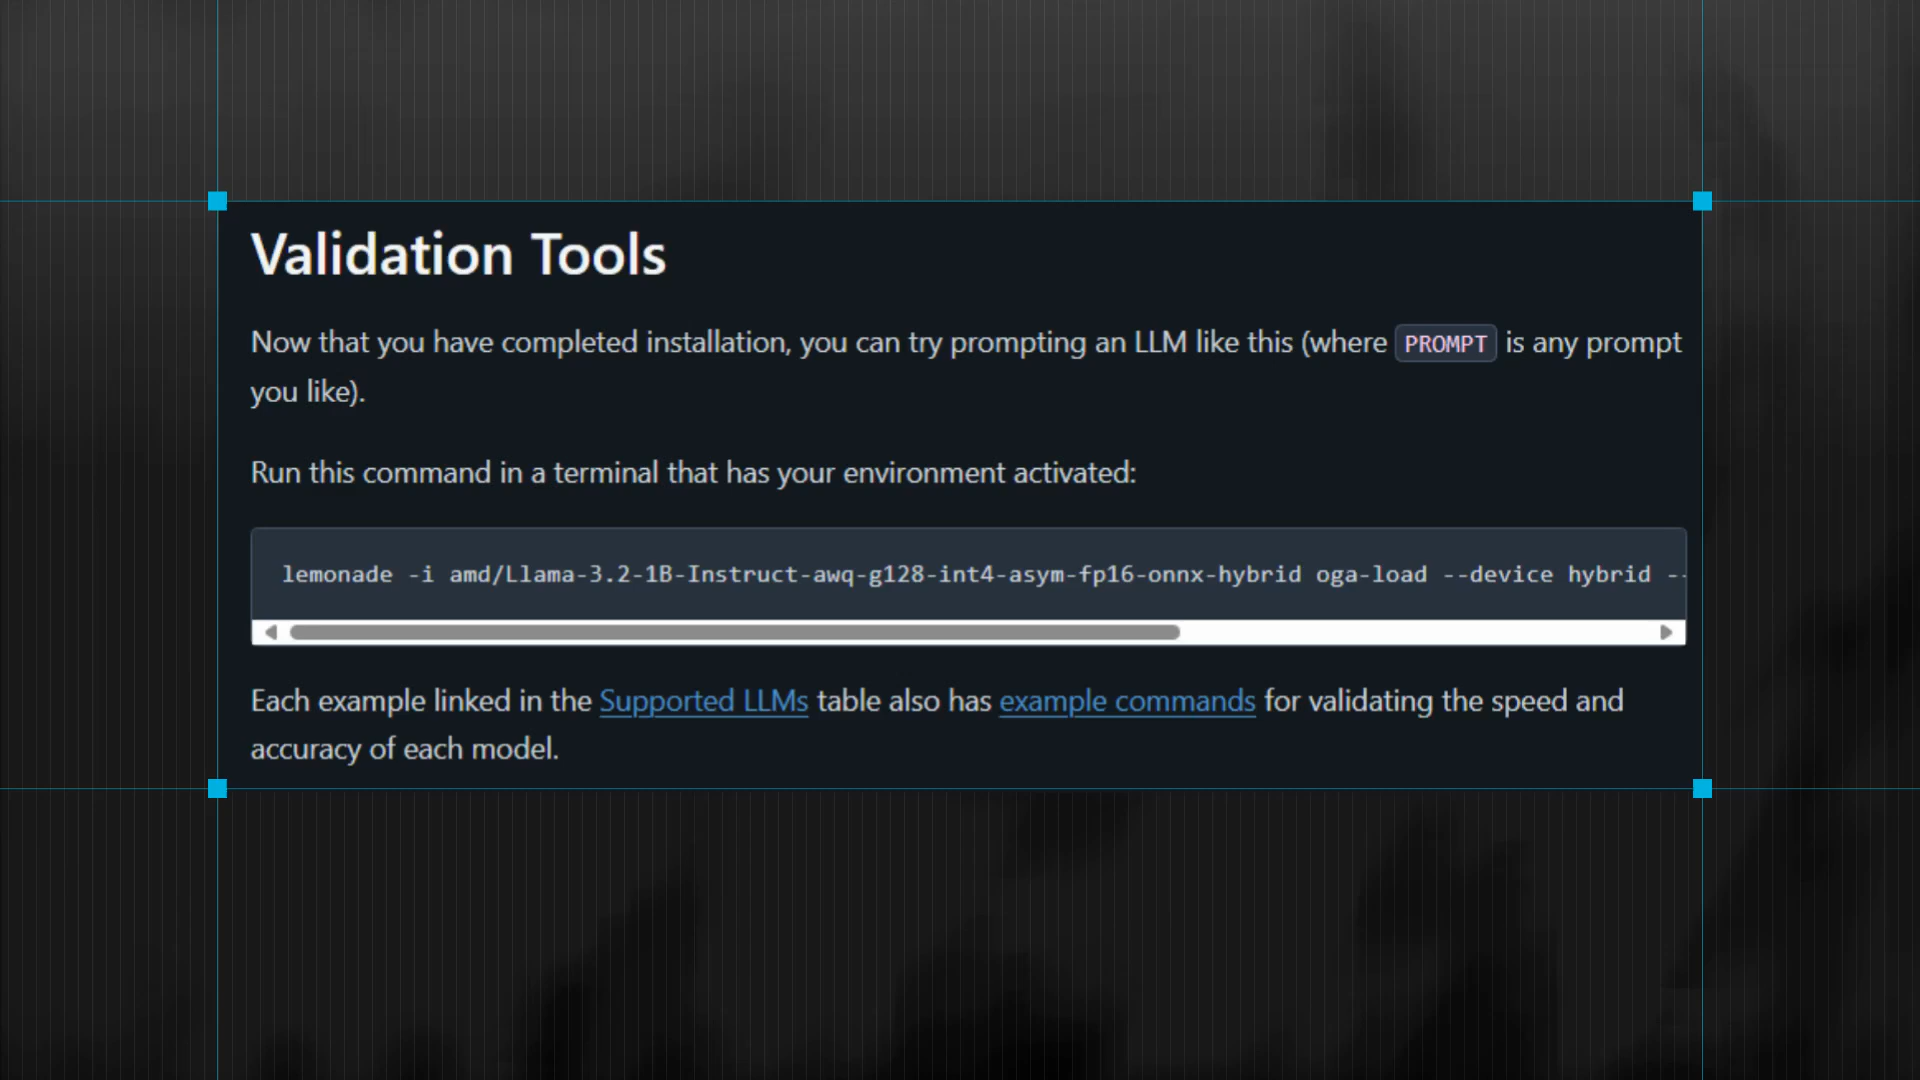 Validation Tools
Now that you have completed installation, you can try prompting an LLM like this (where PROMPT is any prompt
you like).
Run this command in a terminal that has your environment activated:
lemonade -i amd/Llama-3.2-1B-Instruct-awq-g128-int4-asym-fp16-onnx-hybrid oga-load --device hybrid --
Each example linked in the Supported LLMs table also has example commands for validating the speed and
accuracy of each model.